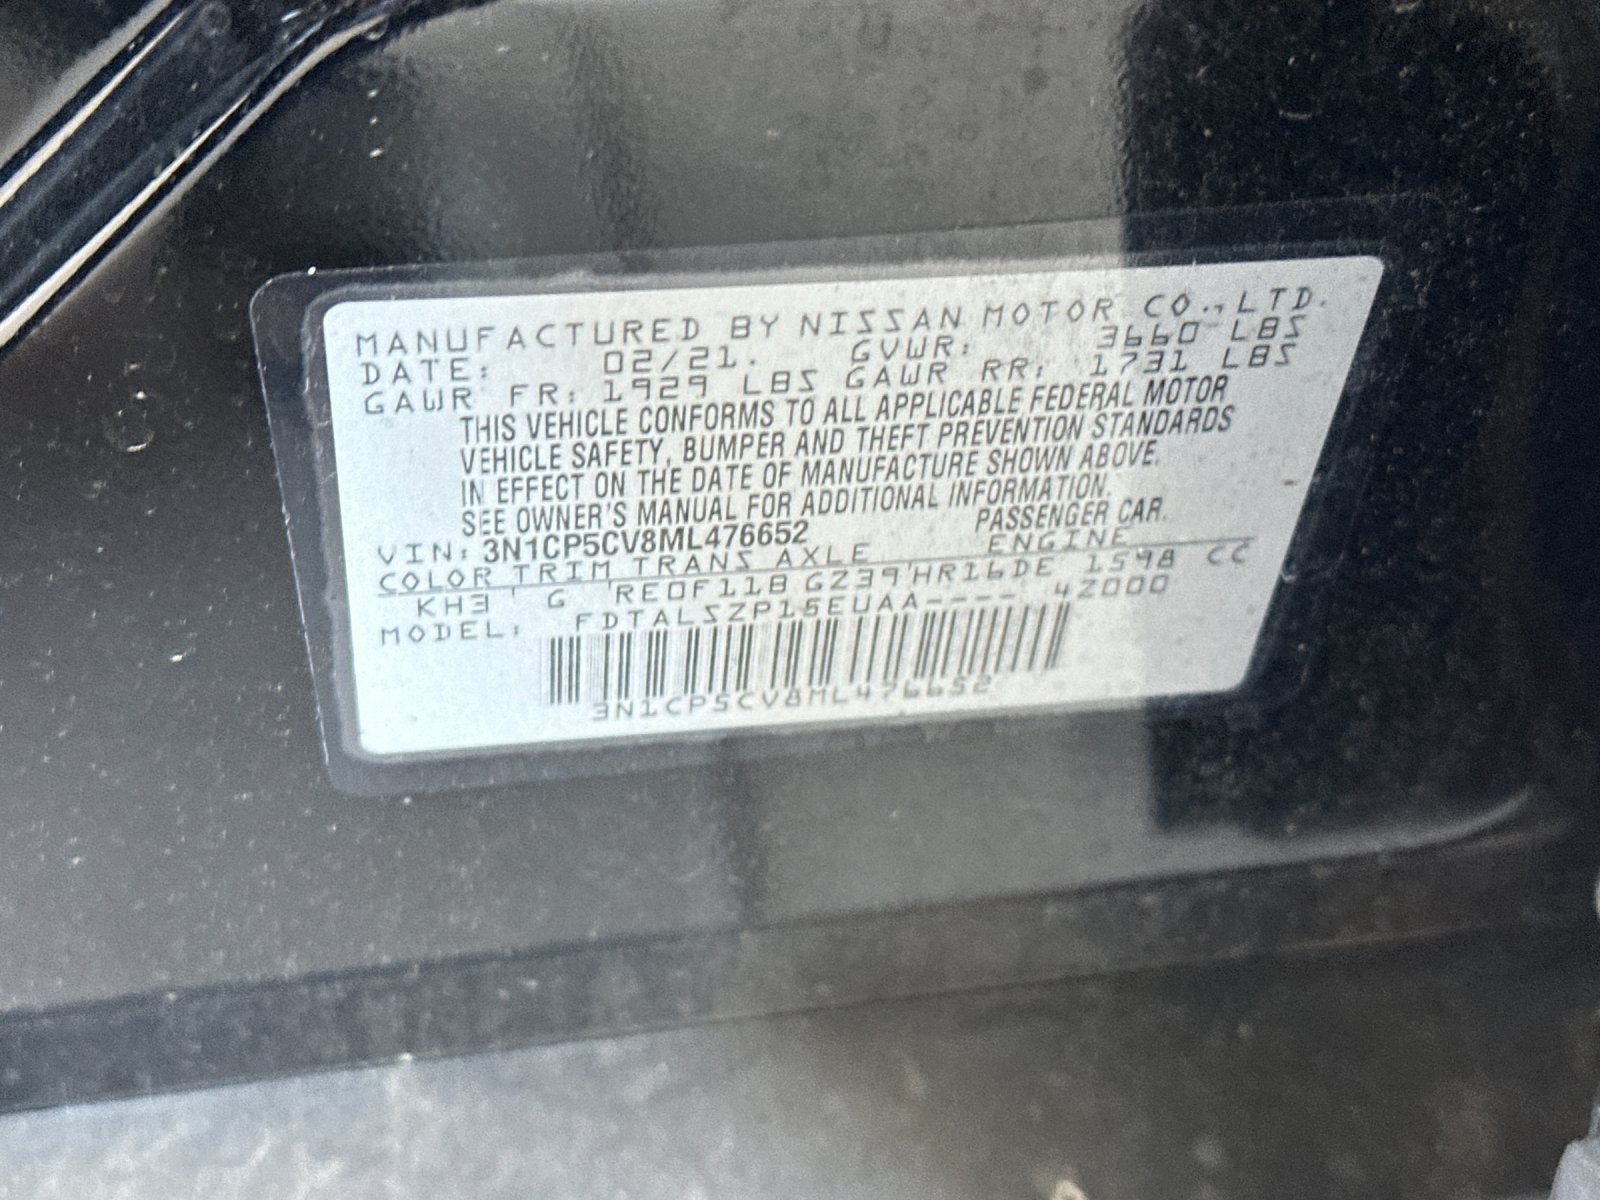 MANUFACTURED BY NISSAN MOTOR CO., LTD.
DATE: 02/21. GVWR: 3660 LBS
GAWR FR: 1929 LBS GAWR RR: 1731 LBS
THIS VEHICLE CONFORMS TO ALL APPLICABLE FEDERAL MOTOR
VEHICLE SAFETY, BUMPER AND THEFT PREVENTION STANDARDS
IN EFFECT ON THE DATE OF MANUFACTURE SHOWN ABOVE.
SEE OWNER'S MANUAL FOR ADDITIONAL INFORMATION.
VIN: 3N1CP5CV8ML476652 PASSENGER CAR.
COLOR TRIM TRANS AXLE ENGINE
KH3 G RE0F11B GZ39 HR16DE 1598 CC
MODEL: FDTALSZP15EUAA---- 4Z000
3N1CP5CV8ML476652